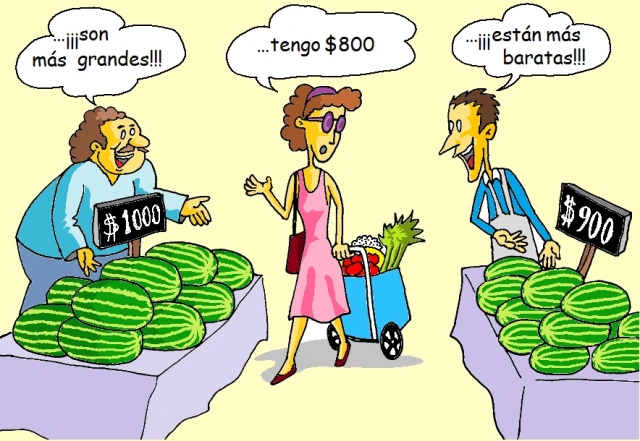 ...¡¡¡son
más grandes!!!
...tengo $800
...¡¡¡están más
baratas!!!
$1000
$900